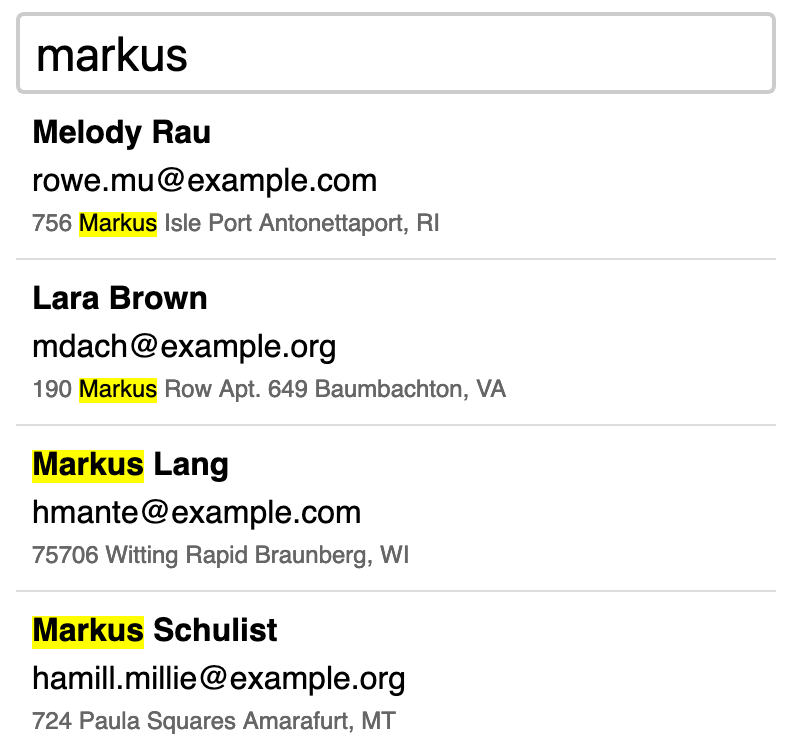 markus
Melody Rau
rowe.mu@example.com
756 Markus Isle Port Antonettaport, RI
Lara Brown
mdach@example.org
190 Markus Row Apt. 649 Baumbachton, VA
Markus Lang
hmante@example.com
75706 Witting Rapid Braunberg, WI
Markus Schulist
hamill.millie@example.org
724 Paula Squares Amarafurt, MT